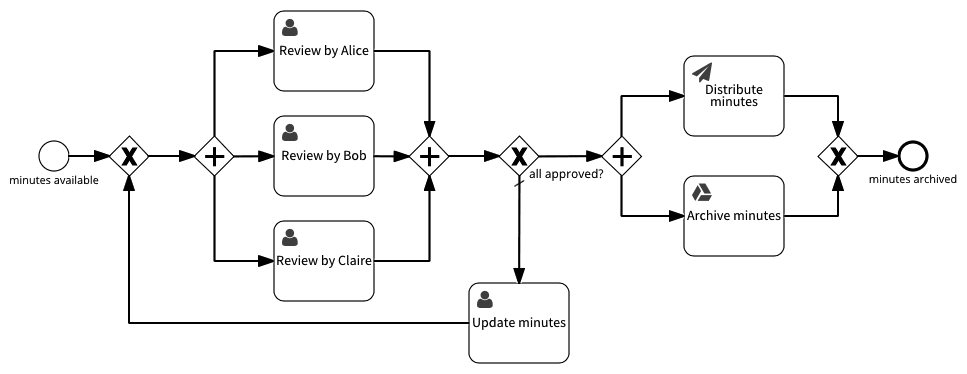 Review by Alice
Distribute
minutes
Review by Bob
all approved?
minutes available
minutes archived
Archive minutes
Review by Claire
Update minutes